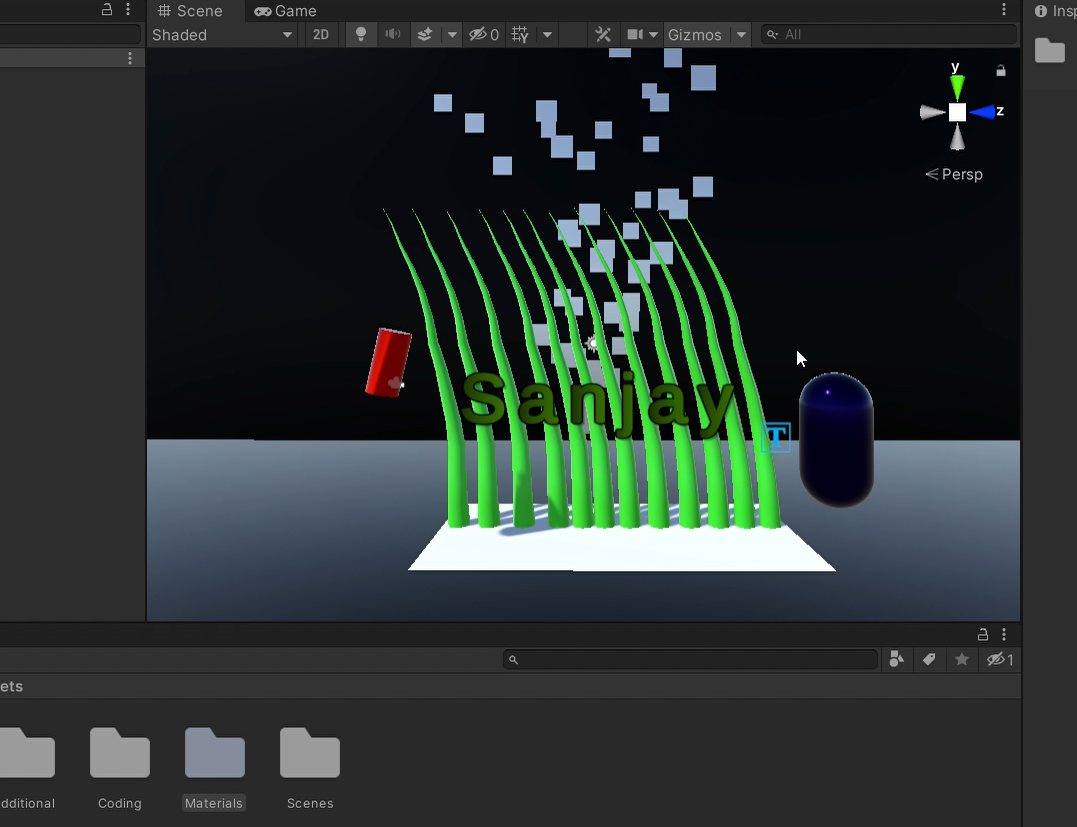 Scene Game
Shaded 2D 0 Gizmos All
Insp
y
z
Persp
Sanjay
T
1
ets
dditional Coding Materials Scenes